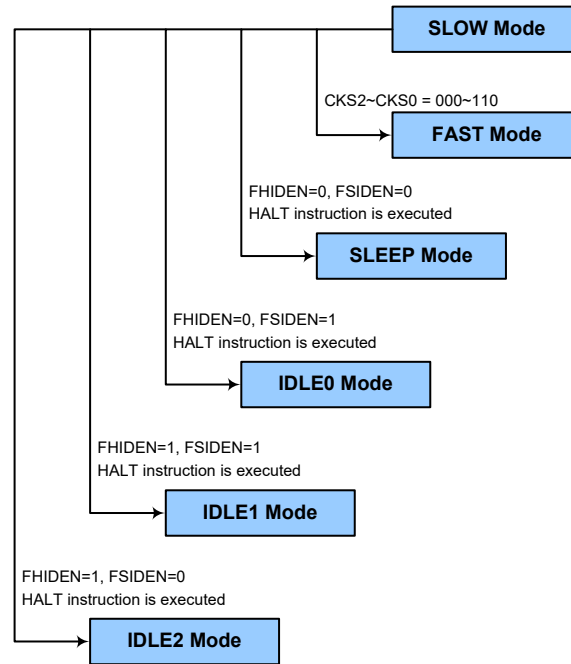 SLOW Mode
CKS2~CKS0 = 000~110
FAST Mode
FHIDEN=0, FSIDEN=0
HALT instruction is executed
SLEEP Mode
FHIDEN=0, FSIDEN=1
HALT instruction is executed
IDLE0 Mode
FHIDEN=1, FSIDEN=1
HALT instruction is executed
IDLE1 Mode
FHIDEN=1, FSIDEN=0
HALT instruction is executed
IDLE2 Mode